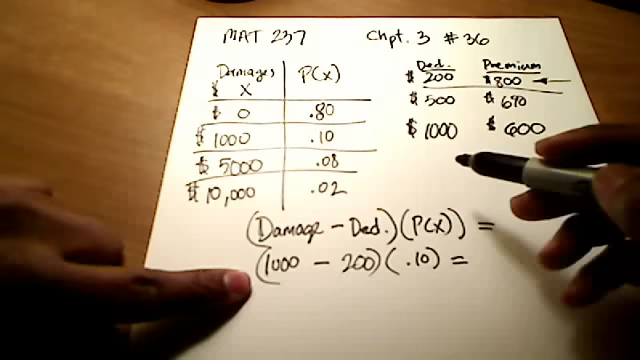 MAT 237 Chpt. 3 #36
Damages P(x) Ded. Premium
$ X $ 200 $800
$ 0 .80 $ 500 $ 690
$ 1000 .10 $ 1000 $ 600
$ 5000 .08
$ 10,000 .02
(Damage - Ded.)(P(x)) =
(1000 - 200)(.10) =